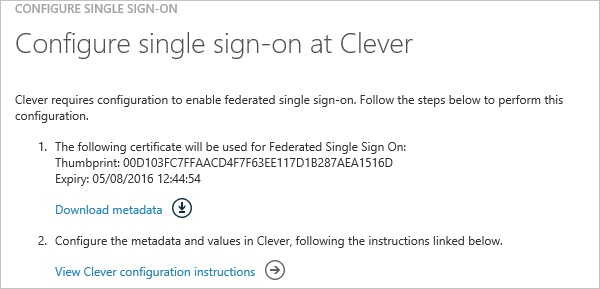 CONFIGURE SINGLE SIGN-ON
Configure single sign-on at Clever
Clever requires configuration to enable federated single sign-on. Follow the steps below to perform this
configuration.
1. The following certificate will be used for Federated Single Sign On:
Thumbprint: 00D103FC7FFAACD4F7F63EE117D1B287AEA1516D
Expiry: 05/08/2016 12:44:54
Download metadata
2. Configure the metadata and values in Clever, following the instructions linked below.
View Clever configuration instructions